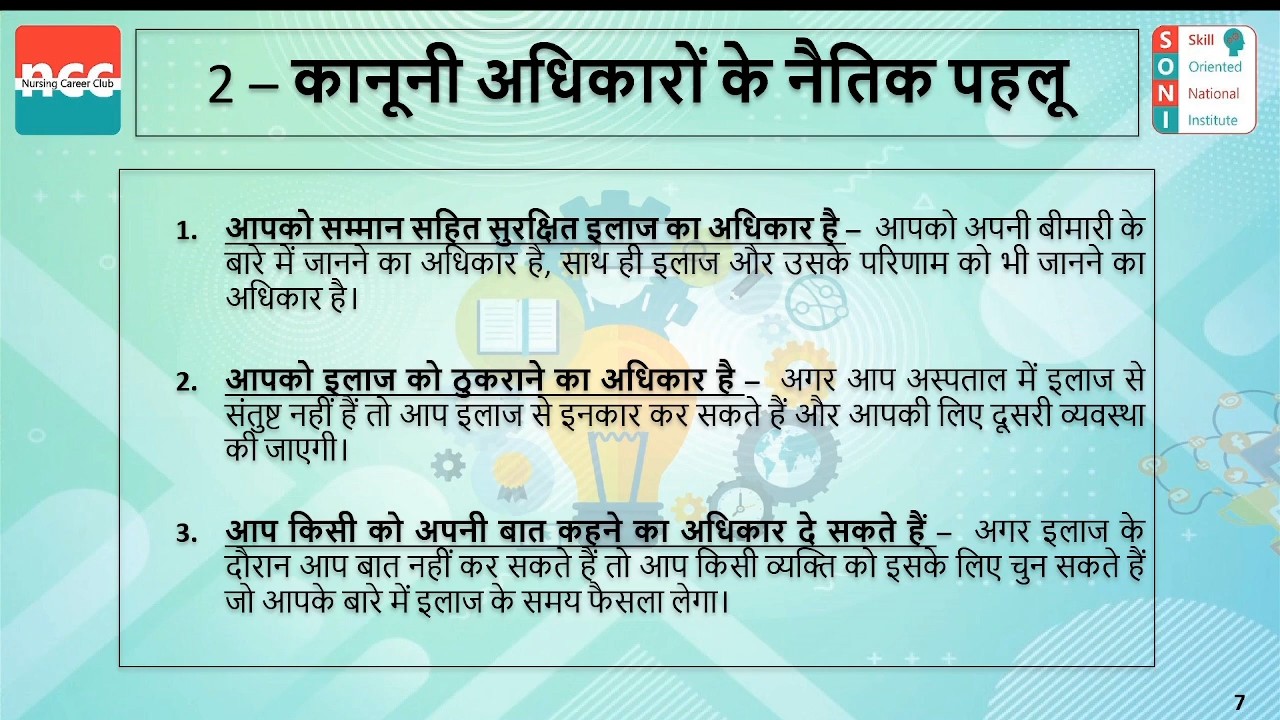 ncc
Nursing Career Club
2 – कानूनी अधिकारों के नैतिक पहलू
S Skill
O Oriented
N National
I Institute
1. आपको सम्मान सहित सुरक्षित इलाज का अधिकार है – आपको अपनी बीमारी के
बारे में जानने का अधिकार है, साथ ही इलाज और उसके परिणाम को भी जानने का
अधिकार है।
2. आपको इलाज को ठुकराने का अधिकार है – अगर आप अस्पताल में इलाज से
संतुष्ट नहीं हैं तो आप इलाज से इनकार कर सकते हैं और आपकी लिए दूसरी व्यवस्था
की जाएगी।
3. आप किसी को अपनी बात कहने का अधिकार दे सकते हैं – अगर इलाज के
दौरान आप बात नहीं कर सकते हैं तो आप किसी व्यक्ति को इसके लिए चुन सकते हैं
जो आपके बारे में इलाज के समय फैसला लेगा।
7